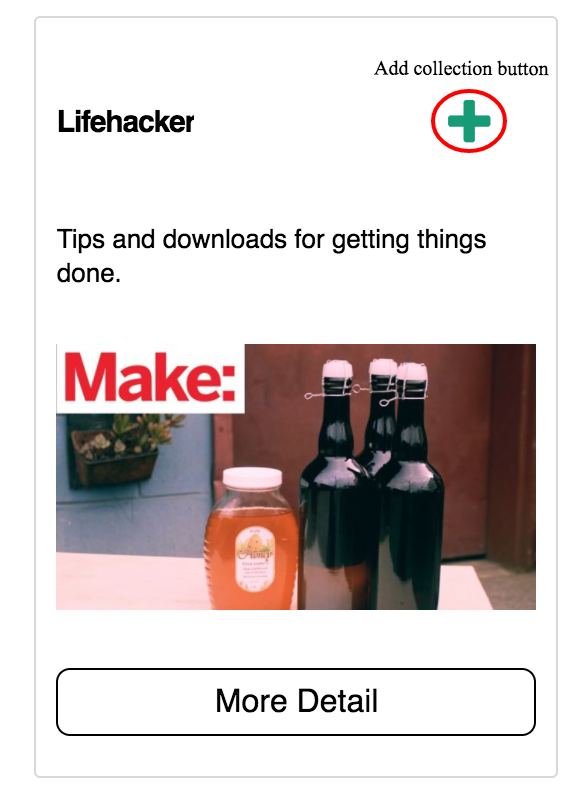 Add collection button
Lifehacker
Tips and downloads for getting things
done.
Make:
Honey
More Detail